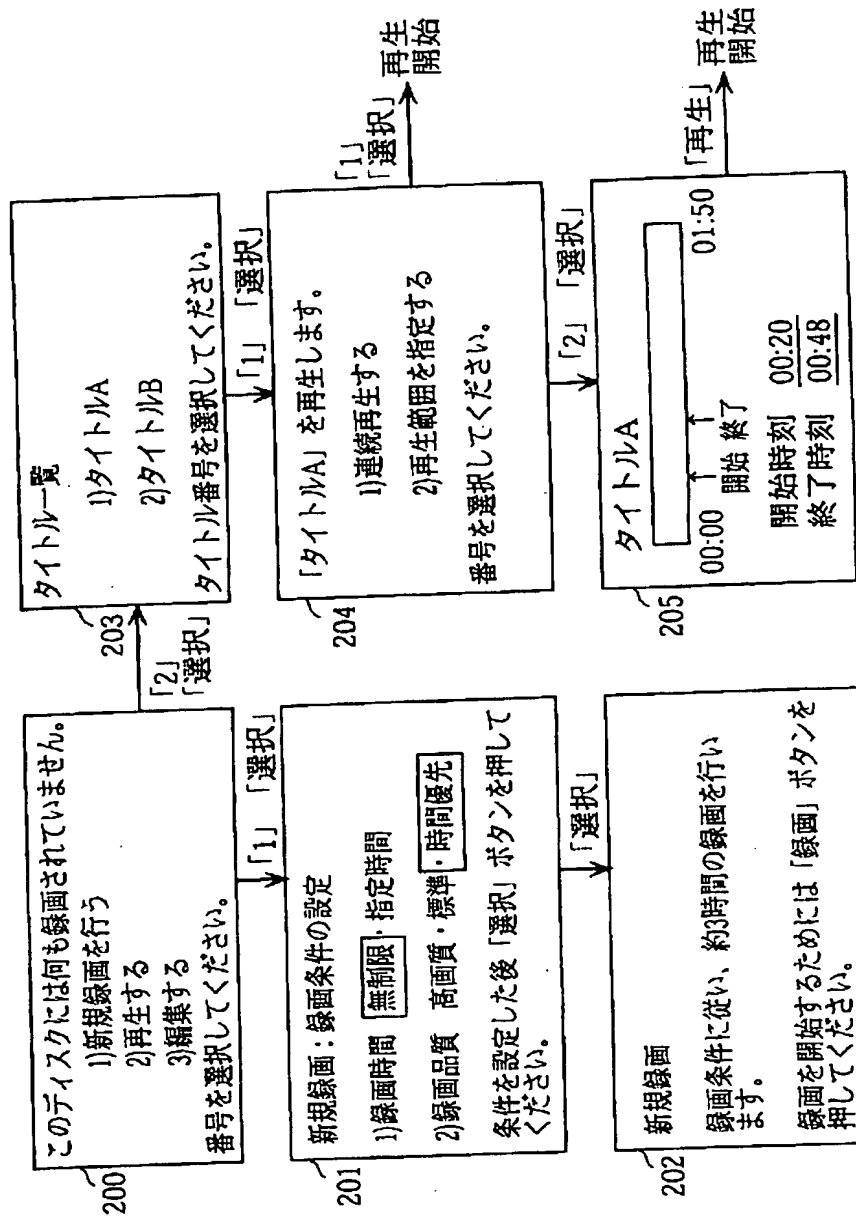 200
このディスクには何も録画されていません。
1)新規録画を行う
2)再生する
3)編集する
番号を選択してください。
「2」
「選択」
「1」 「選択」
201
新規録画：録画条件の設定
1)録画時間 無制限・指定時間
2)録画品質 高画質・標準・時間優先
条件を設定した後「選択」ボタンを押して
ください。
「選択」
202
新規録画
録画条件に従い、約3時間の録画を行い
ます。
録画を開始するためには「録画」ボタンを
押してください。
203
タイトル一覧
1)タイトルA
2)タイトルB
タイトル番号を選択してください。
「1」 「選択」
204
「タイトルA」を再生します。
1)連続再生する
2)再生範囲を指定する
番号を選択してください。
「1」
「選択」
再生
開始
「2」 「選択」
205
タイトルA
00:00
01:50
開始 終了
開始時刻 00:20
終了時刻 00:48
「再生」
再生
開始